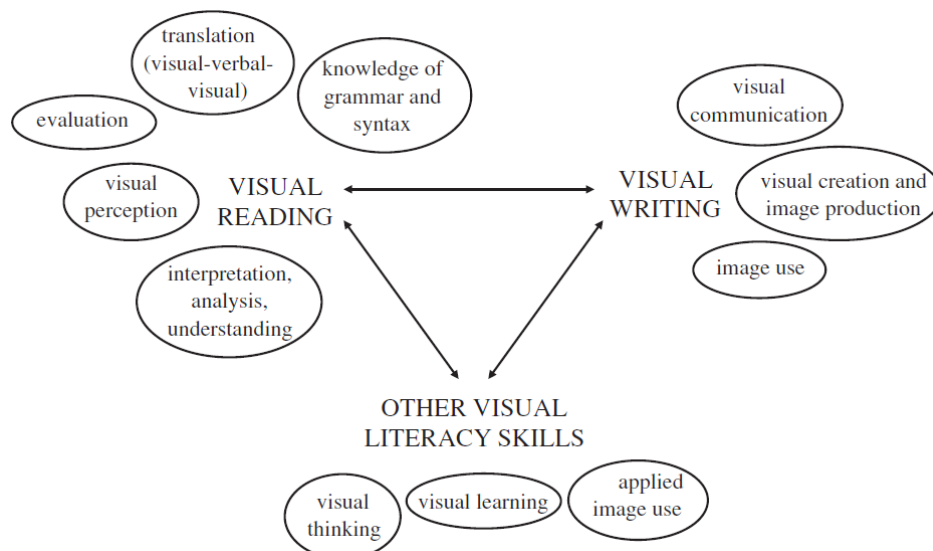 translation
(visual-verbal-
visual)
knowledge of
grammar and
syntax
evaluation
visual
perception
VISUAL
READING
interpretation,
analysis,
understanding
visual
communication
VISUAL
WRITING
visual creation and
image production
image use
OTHER VISUAL
LITERACY SKILLS
visual
thinking
visual learning
applied
image use